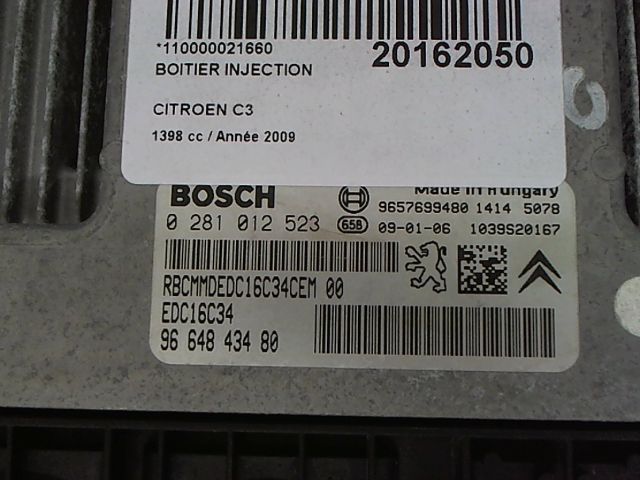 *110000021660
20162050
BOITIER INJECTION
CITROEN C3
1398 cc / Année 2009
BOSCH
Made in Hungary
9657699480 1414 5078
0 281 012 523 658 09-01-06 1039S20167
RBCMMDEDC16C34CEM 00
EDC16C34
96 648 434 80